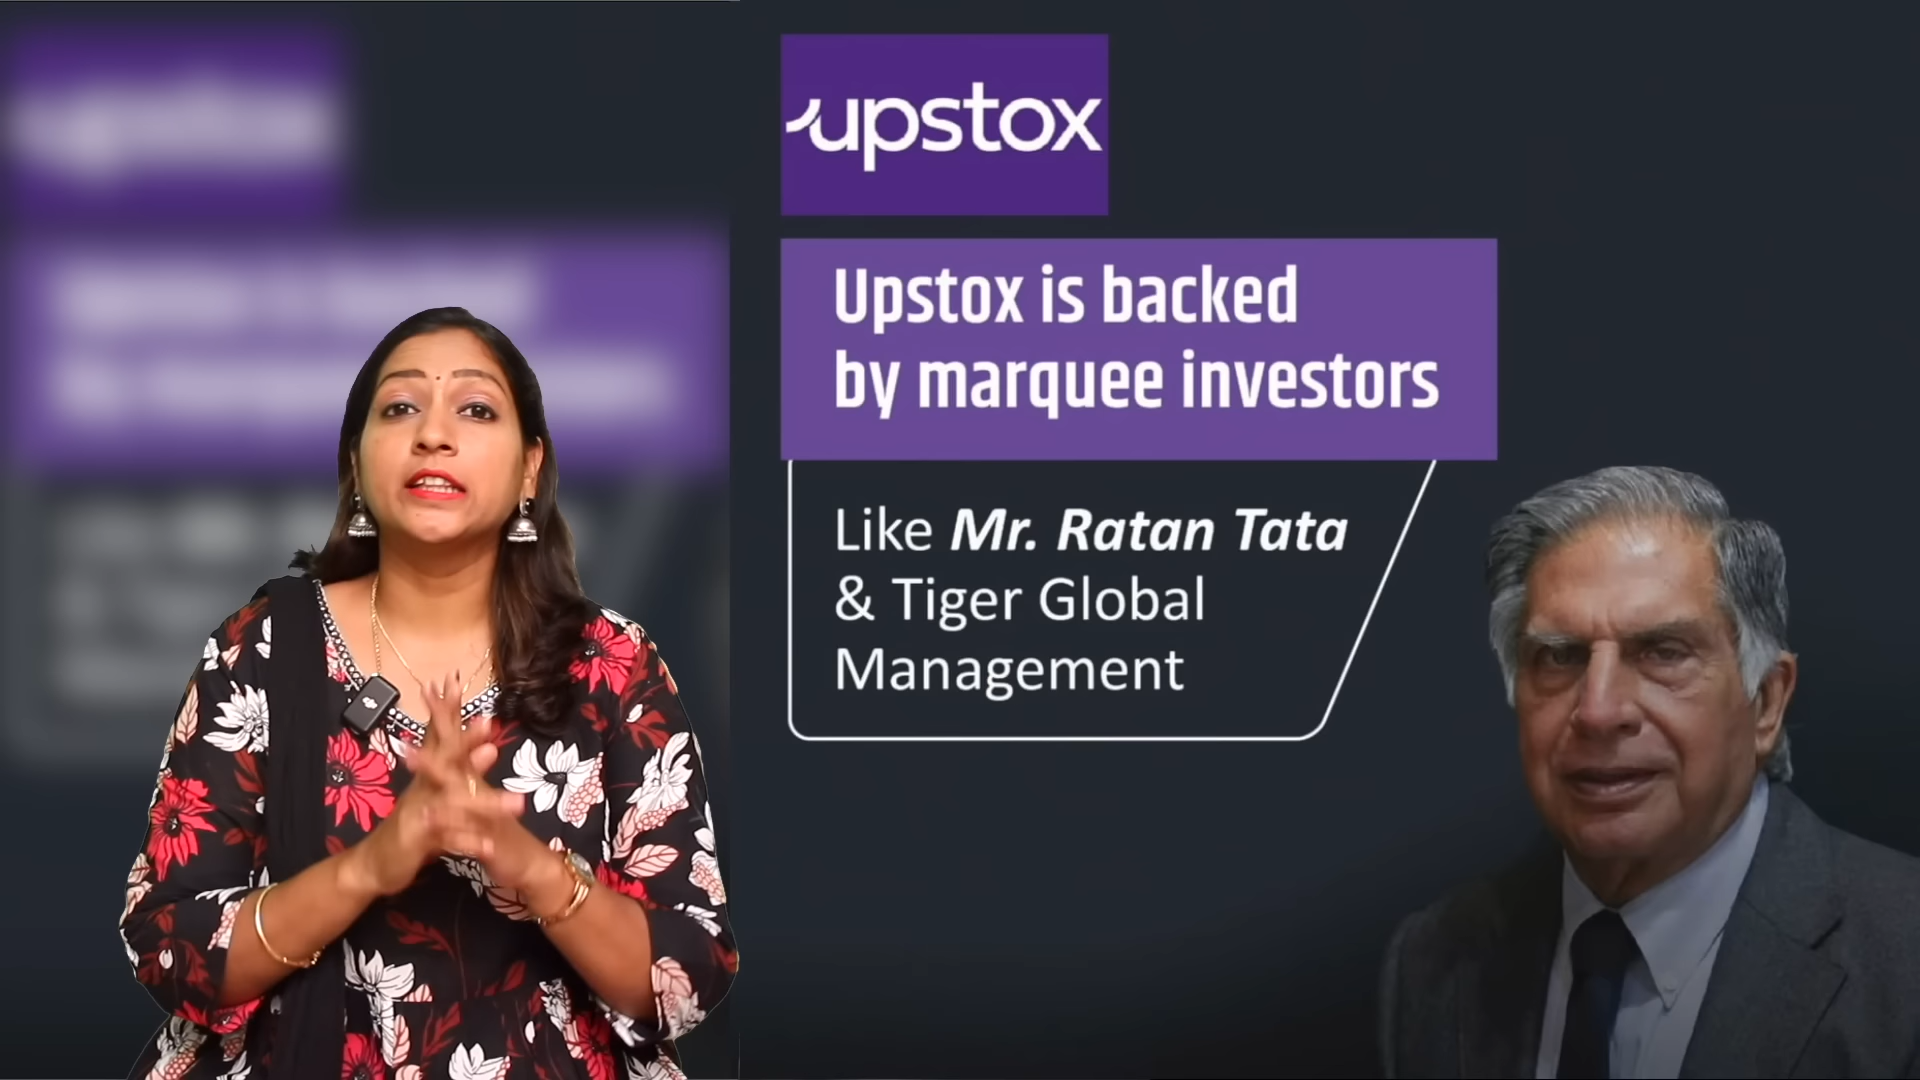 upstox
Upstox is backed
by marquee investors
Like Mr. Ratan Tata
& Tiger Global
Management